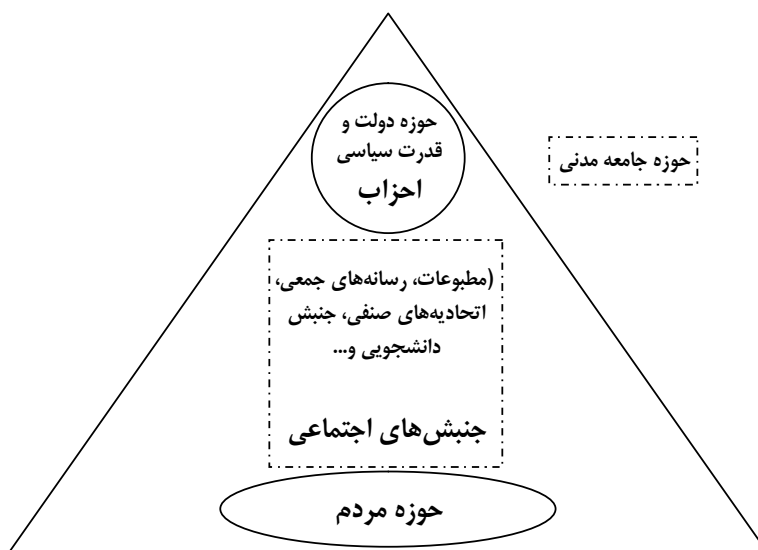 حوزه دولت و
قدرت سیاسی
احزاب
حوزه جامعه مدنی
(مطبوعات، رسانه‌های جمعی،
اتحادیه‌های صنفی، جنبش
دانشجویی و...
جنبش‌های اجتماعی
حوزه مردم